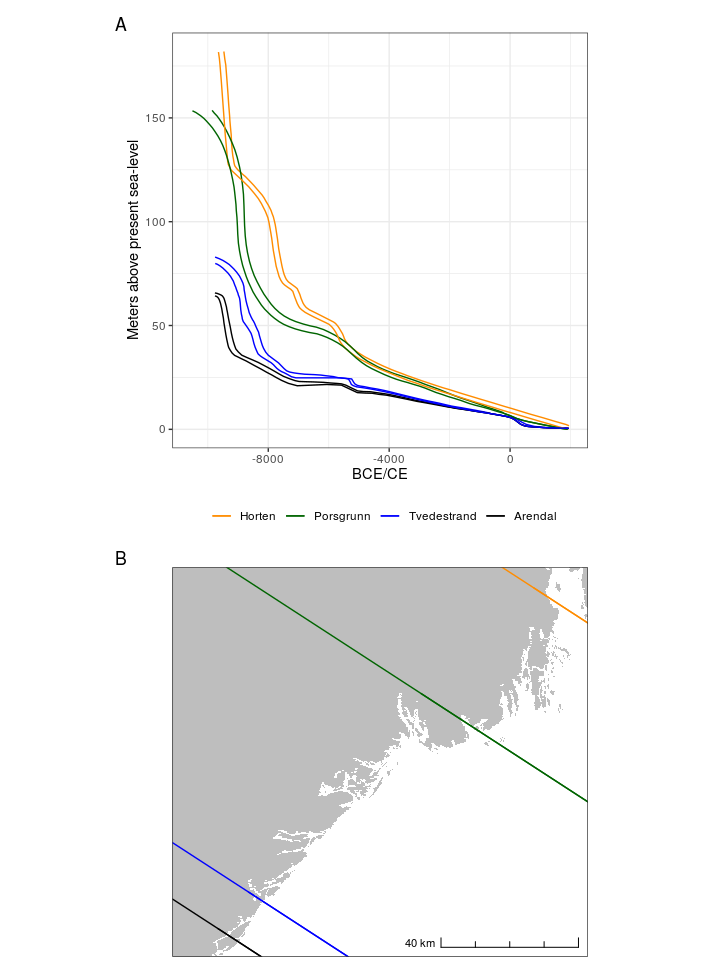 A
Meters above present sea-level
150
100
50
0
-8000 -4000 0
BCE/CE
Horten Porsgrunn Tvedestrand Arendal
B
40 km